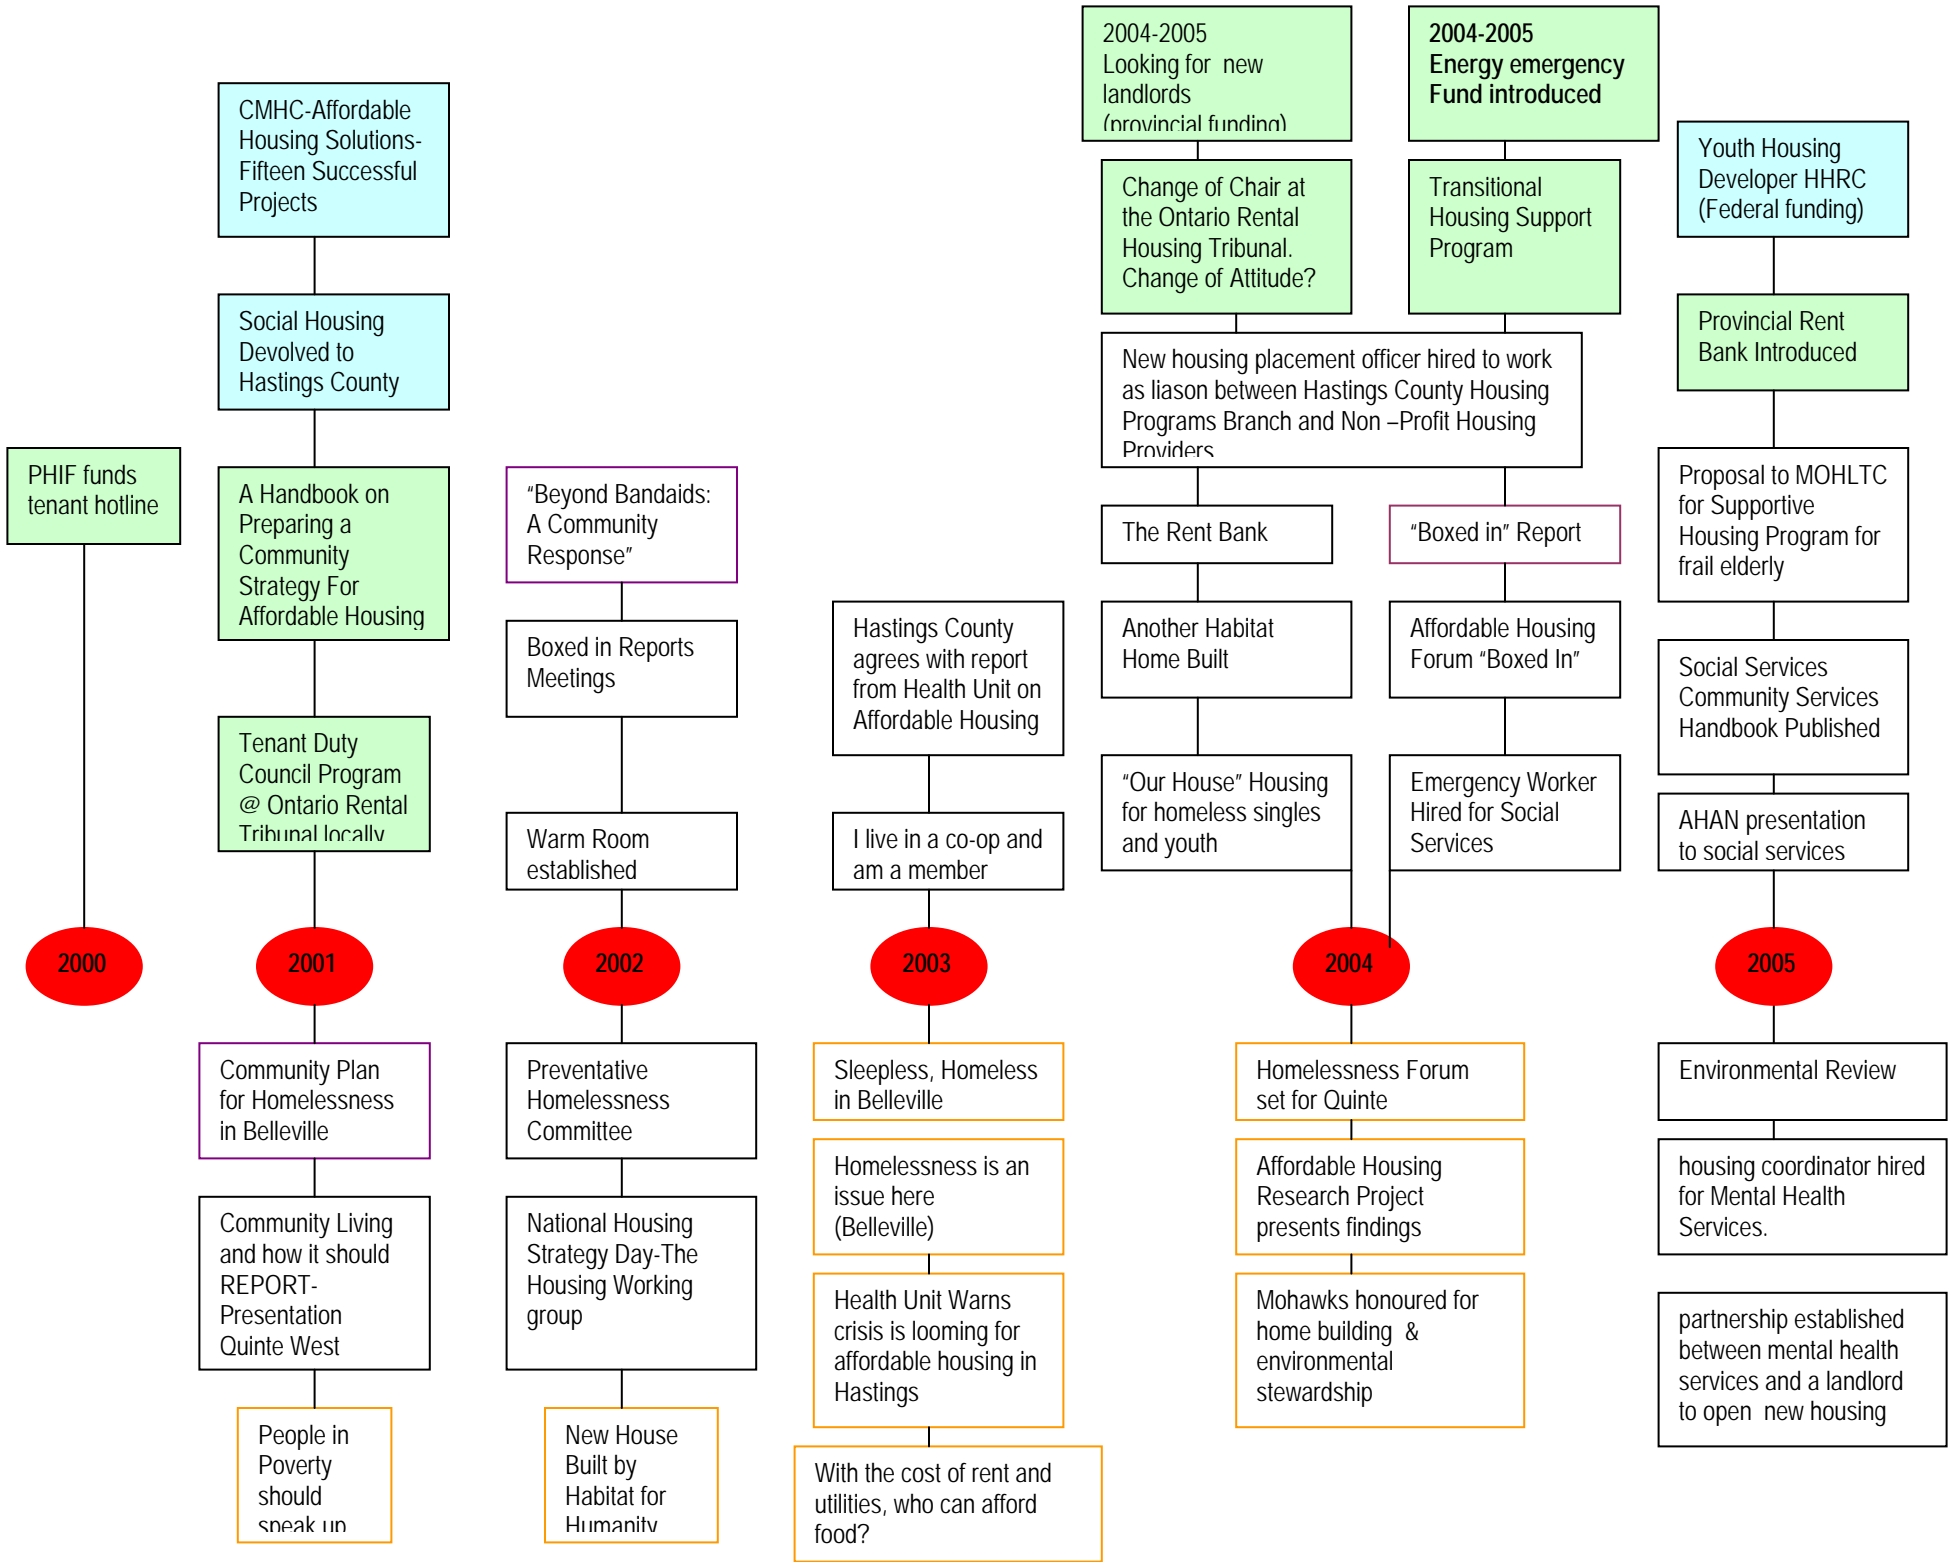 PHIF funds
tenant hotline
2000
CMHC-Affordable
Housing Solutions-
Fifteen Successful
Projects
Social Housing
Devolved to
Hastings County
A Handbook on
Preparing a
Community
Strategy For
Affordable Housing
Tenant Duty
Council Program
@ Ontario Rental
Tribunal locally
2001
Community Plan
for Homelessness
in Belleville
Community Living
and how it should
REPORT-
Presentation
Quinte West
People in
Poverty
should
speak up
“Beyond Bandaids:
A Community
Response”
Boxed in Reports
Meetings
Warm Room
established
2002
Preventative
Homelessness
Committee
National Housing
Strategy Day-The
Housing Working
group
New House
Built by
Habitat for
Humanity
Hastings County
agrees with report
from Health Unit on
Affordable Housing
I live in a co-op and
am a member
2003
Sleepless, Homeless
in Belleville
Homelessness is an
issue here
(Belleville)
Health Unit Warns
crisis is looming for
affordable housing in
Hastings
With the cost of rent and
utilities, who can afford
food?
2004-2005
Looking for new
landlords
(provincial funding)
2004-2005
Energy emergency
Fund introduced
Change of Chair at
the Ontario Rental
Housing Tribunal.
Change of Attitude?
Transitional
Housing Support
Program
New housing placement officer hired to work
as liason between Hastings County Housing
Programs Branch and Non –Profit Housing
Providers
The Rent Bank
“Boxed in” Report
Another Habitat
Home Built
Affordable Housing
Forum “Boxed In”
“Our House” Housing
for homeless singles
and youth
Emergency Worker
Hired for Social
Services
2004
Homelessness Forum
set for Quinte
Affordable Housing
Research Project
presents findings
Mohawks honoured for
home building &
environmental
stewardship
Youth Housing
Developer HHRC
(Federal funding)
Provincial Rent
Bank Introduced
Proposal to MOHLTC
for Supportive
Housing Program for
frail elderly
Social Services
Community Services
Handbook Published
AHAN presentation
to social services
2005
Environmental Review
housing coordinator hired
for Mental Health
Services.
partnership established
between mental health
services and a landlord
to open new housing